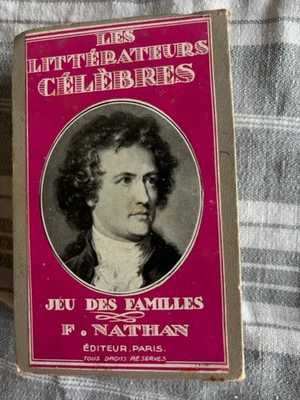 LES
LITTÉRATEURS
CÉLÈBRES
JEU DES FAMILLES
F. NATHAN
ÉDITEUR. PARIS.
TOUS DROITS RÉSERVÉS